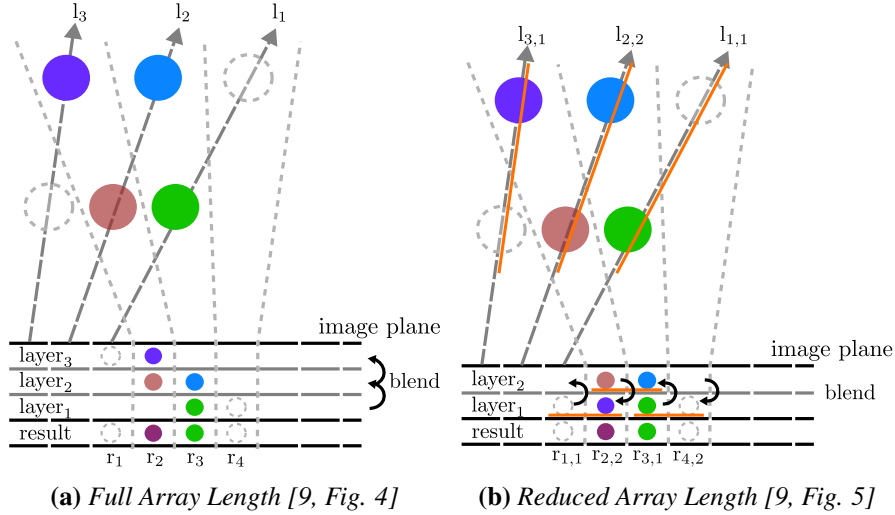 l3 l2 l1
image plane
layer3
layer2
blend
layer1
result
r1 r2 r3 r4
(a) Full Array Length [9, Fig. 4]
l3,1 l2,2 l1,1
image plane
layer2
blend
layer1
result
r1,1 r2,2 r3,1 r4,2
(b) Reduced Array Length [9, Fig. 5]